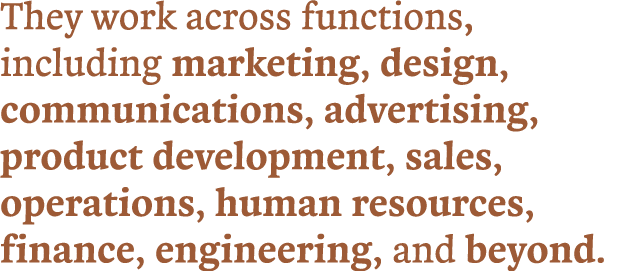 They work across functions,
including marketing, design,
communications, advertising,
product development, sales,
operations, human resources,
finance, engineering, and beyond.